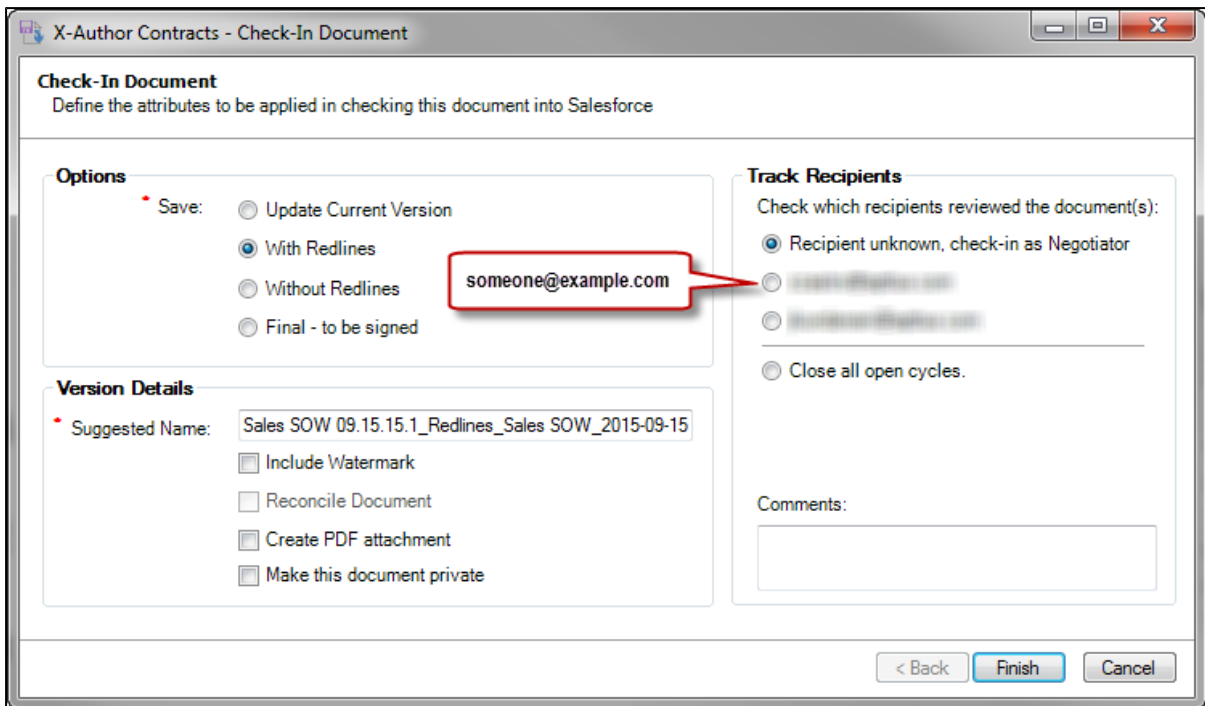 X-Author Contracts - Check-In Document
Check-In Document
Define the attributes to be applied in checking this document into Salesforce
Options
* Save:
Update Current Version
With Redlines
Without Redlines
Final - to be signed
someone@example.com
Version Details
* Suggested Name:
Sales SOW 09.15.15.1_Redlines_Sales SOW_2015-09-15
Include Watermark
Reconcile Document
Create PDF attachment
Make this document private
Track Recipients
Check which recipients reviewed the document(s):
Recipient unknown, check-in as Negotiator
Close all open cycles.
Comments:
< Back
Finish
Cancel